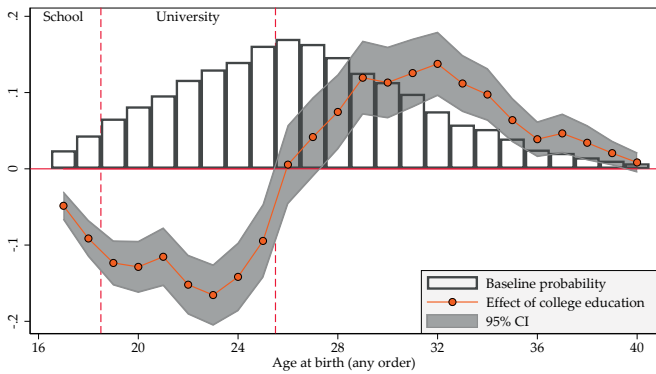 School University
.2
.1
0
-.1
-.2
Baseline probability
Effect of college education
95% CI
16 20 24 28 32 36 40
Age at birth (any order)